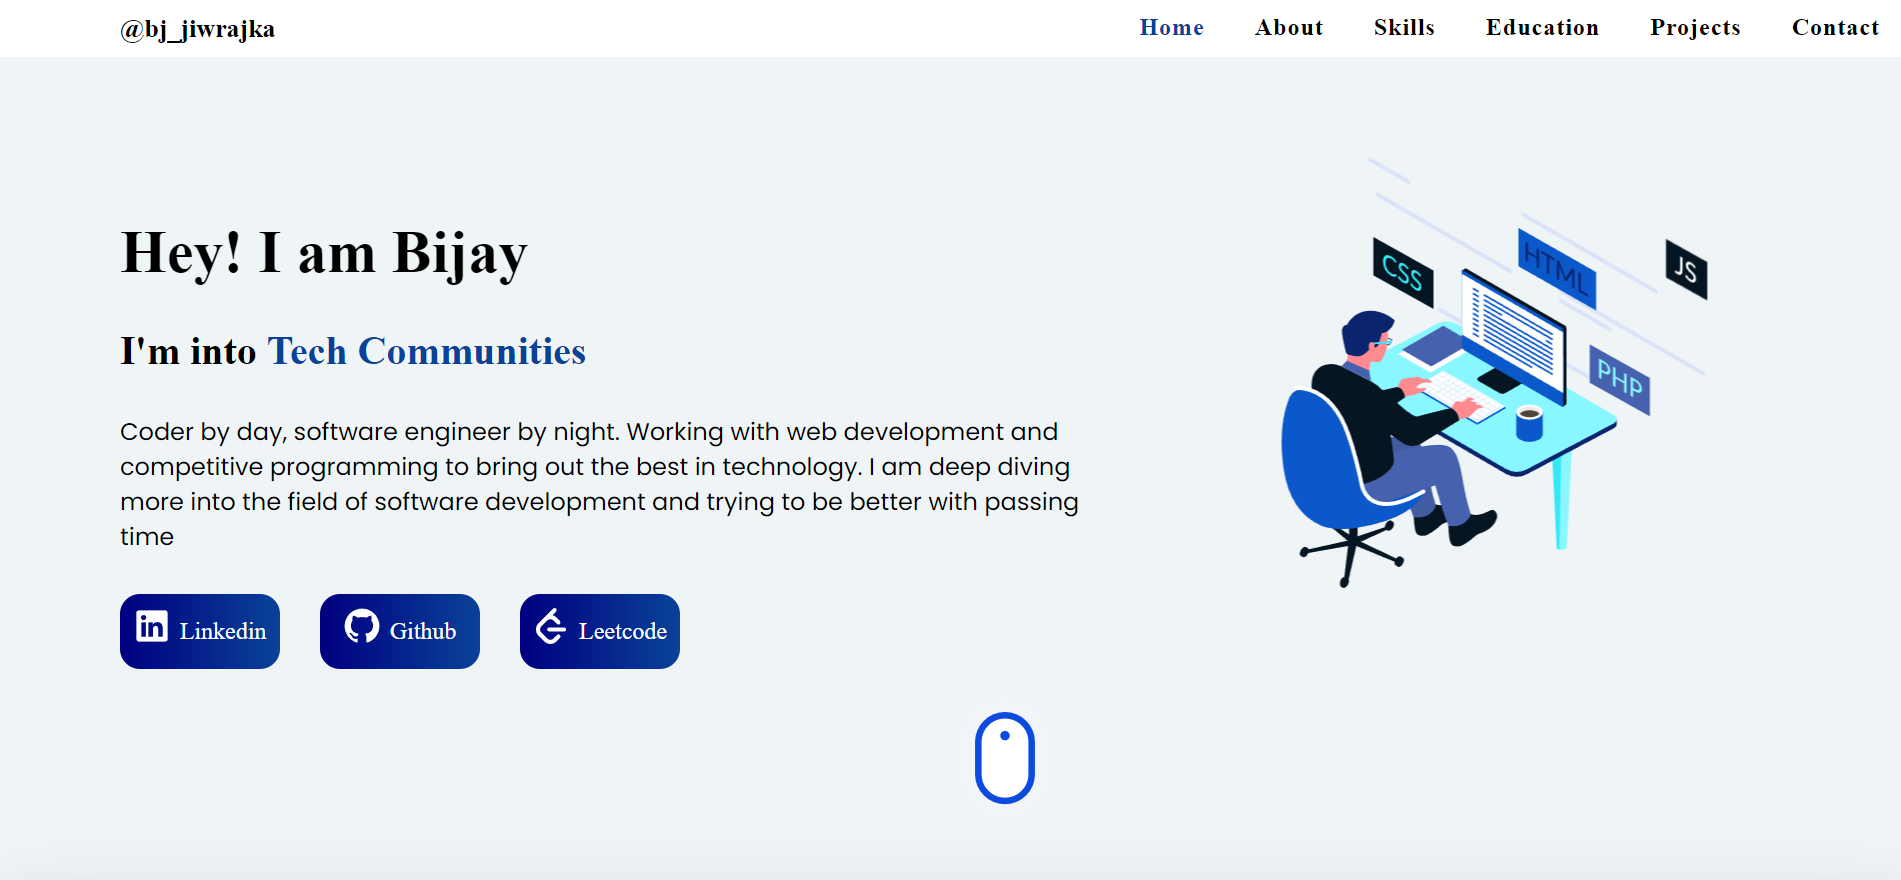 @bj_jiwrajka
Home About Skills Education Projects Contact
Hey! I am Bijay
I'm into Tech Communities
Coder by day, software engineer by night. Working with web development and
competitive programming to bring out the best in technology. I am deep diving
more into the field of software development and trying to be better with passing
time
in Linkedin
Github
Leetcode
CSS
HTML
JS
PHP